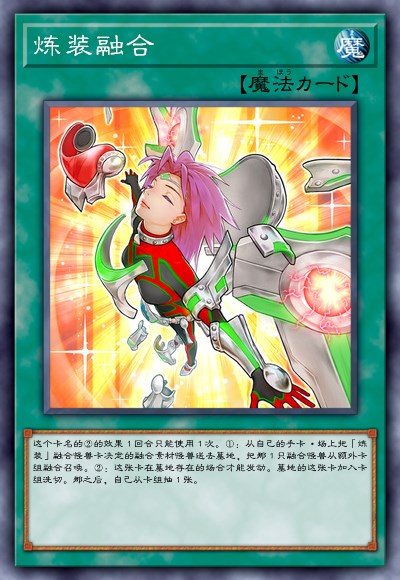 炼装融合
魔
【魔法カード】
ま ほう
这个卡名的②的效果1回合只能使用1次。①：从自己的手卡·场上把「炼
装」融合怪兽卡决定的融合素材怪兽送去墓地，把那1只融合怪兽从额外卡
组融合召唤。②：这张卡在墓地存在的场合才能发动。墓地的这张卡加入卡
组洗切。那之后，自己从卡组抽1张。